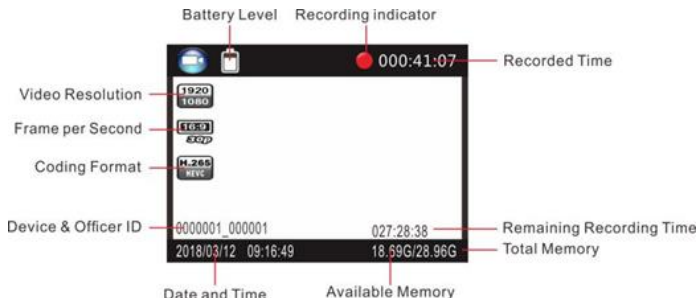 Battery Level Recording indicator
000:41:07 Recorded Time
Video Resolution 1920
1080
Frame per Second 16:9
30P
Coding Format H.265
HEVC
Device & Officer ID 0000001_000001 027:28:38 Remaining Recording Time
2018/03/12 09:16:49 18.69G/28.96G Total Memory
Date and Time Available Memory